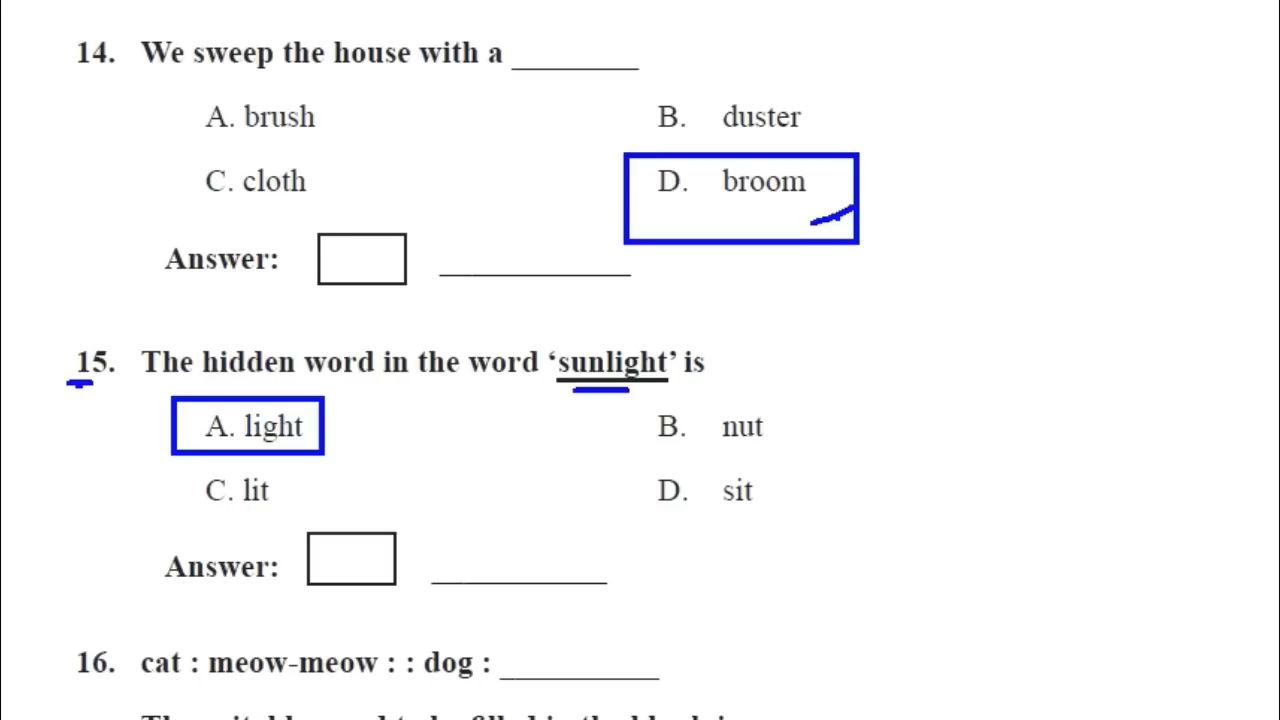 14. We sweep the house with a ________
A. brush B. duster
C. cloth D. broom
Answer: ____________
15. The hidden word in the word ‘sunlight’ is
A. light B. nut
C. lit D. sit
Answer: ___________
16. cat : meow-meow : : dog : __________